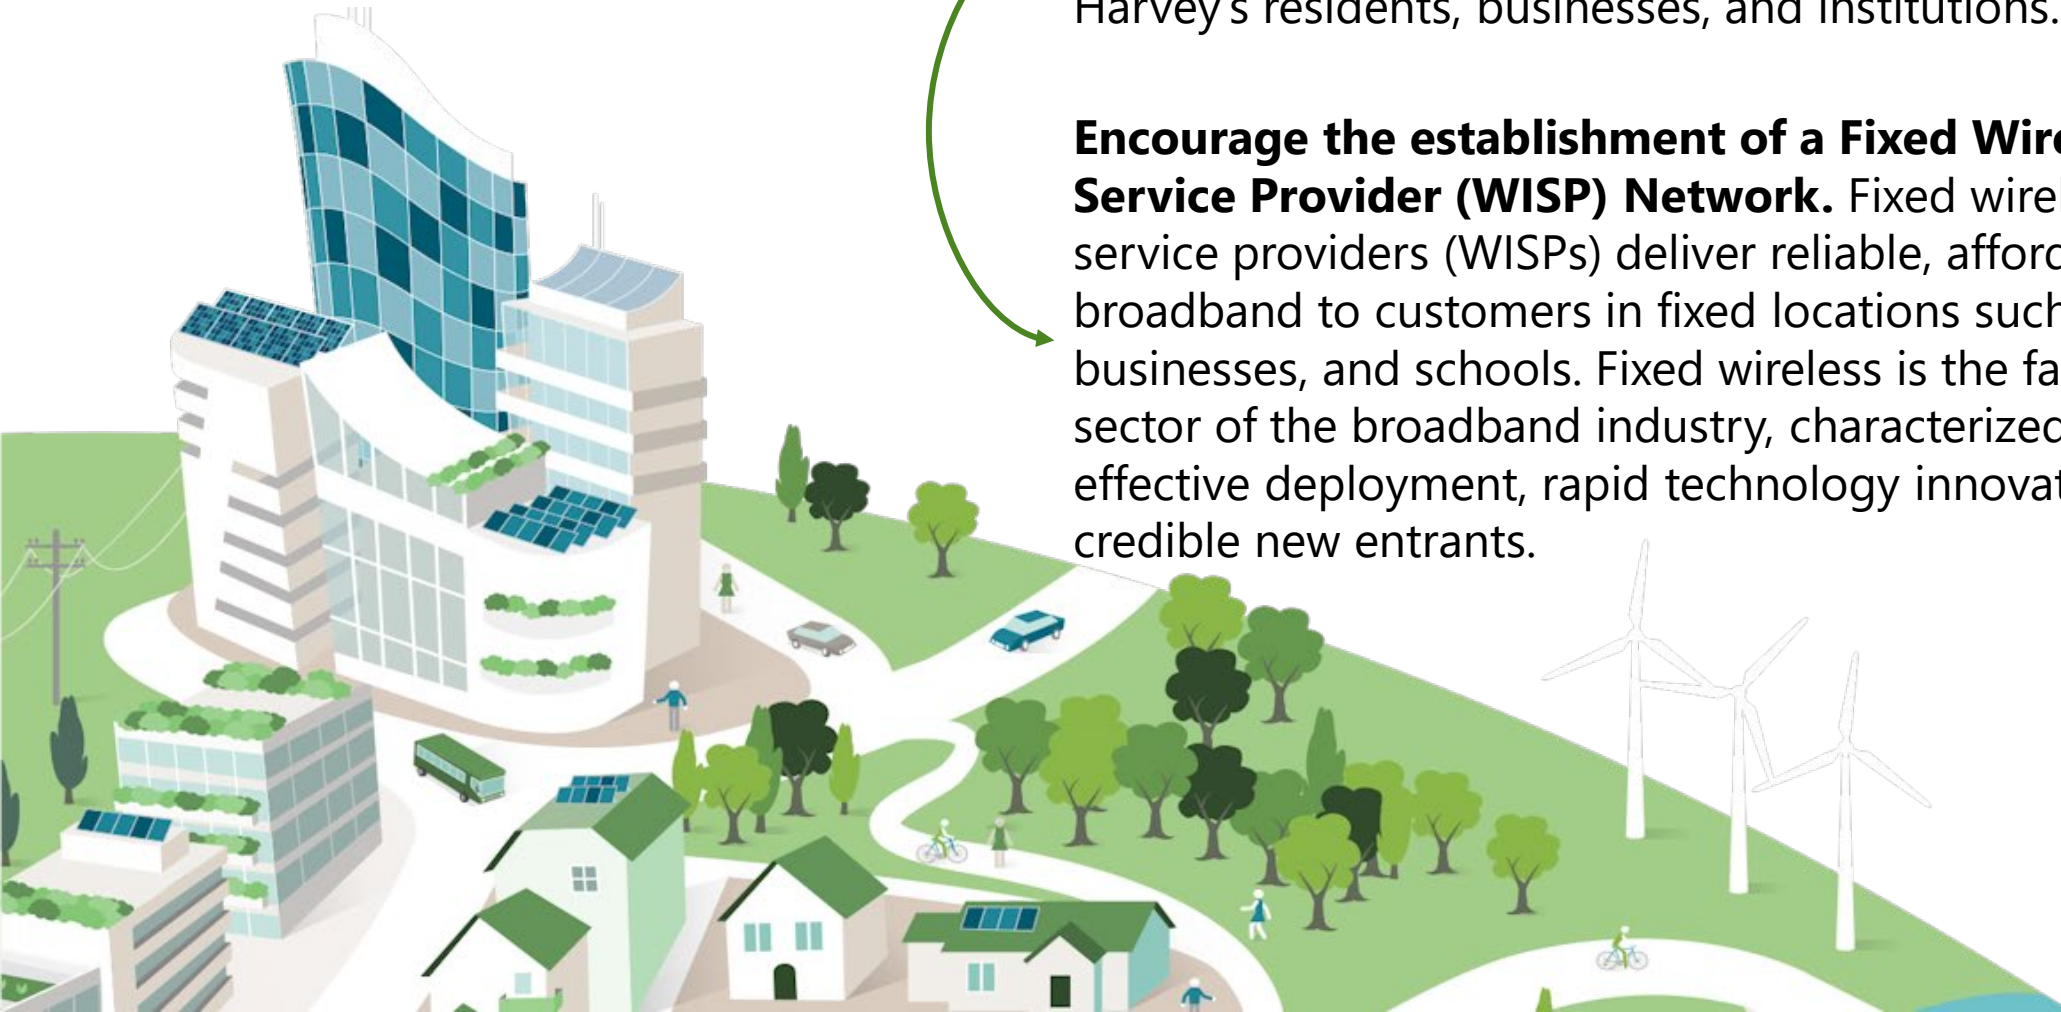 Harvey's residents, businesses, and institutions.
Encourage the establishment of a Fixed Wire
Service Provider (WISP) Network. Fixed wirel
service providers (WISPs) deliver reliable, afford
broadband to customers in fixed locations such
businesses, and schools. Fixed wireless is the fa
sector of the broadband industry, characterized
effective deployment, rapid technology innovat
credible new entrants.